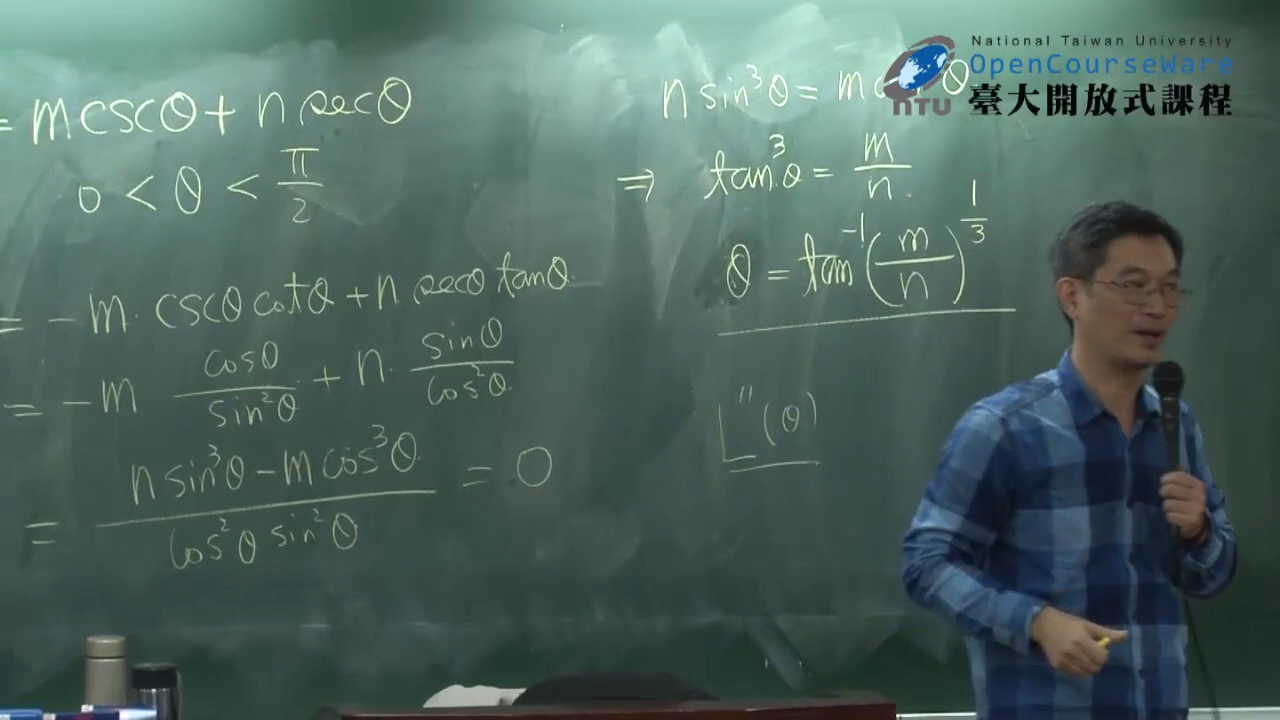 = m cscθ + n secθ
0 < θ < π/2
= -m · cscθ cotθ + n secθ tanθ
= -m cosθ/sin²θ + n · sinθ/cos²θ
= (n sin³θ - m cos³θ)/(cos²θ sin²θ) = 0
n sin³θ = m θ
⇒ tan³θ = m/n
θ = tan⁻¹(m/n)^(1/3)
L''(θ)
National Taiwan University
OpenCourseWare
NTU 臺大開放式課程